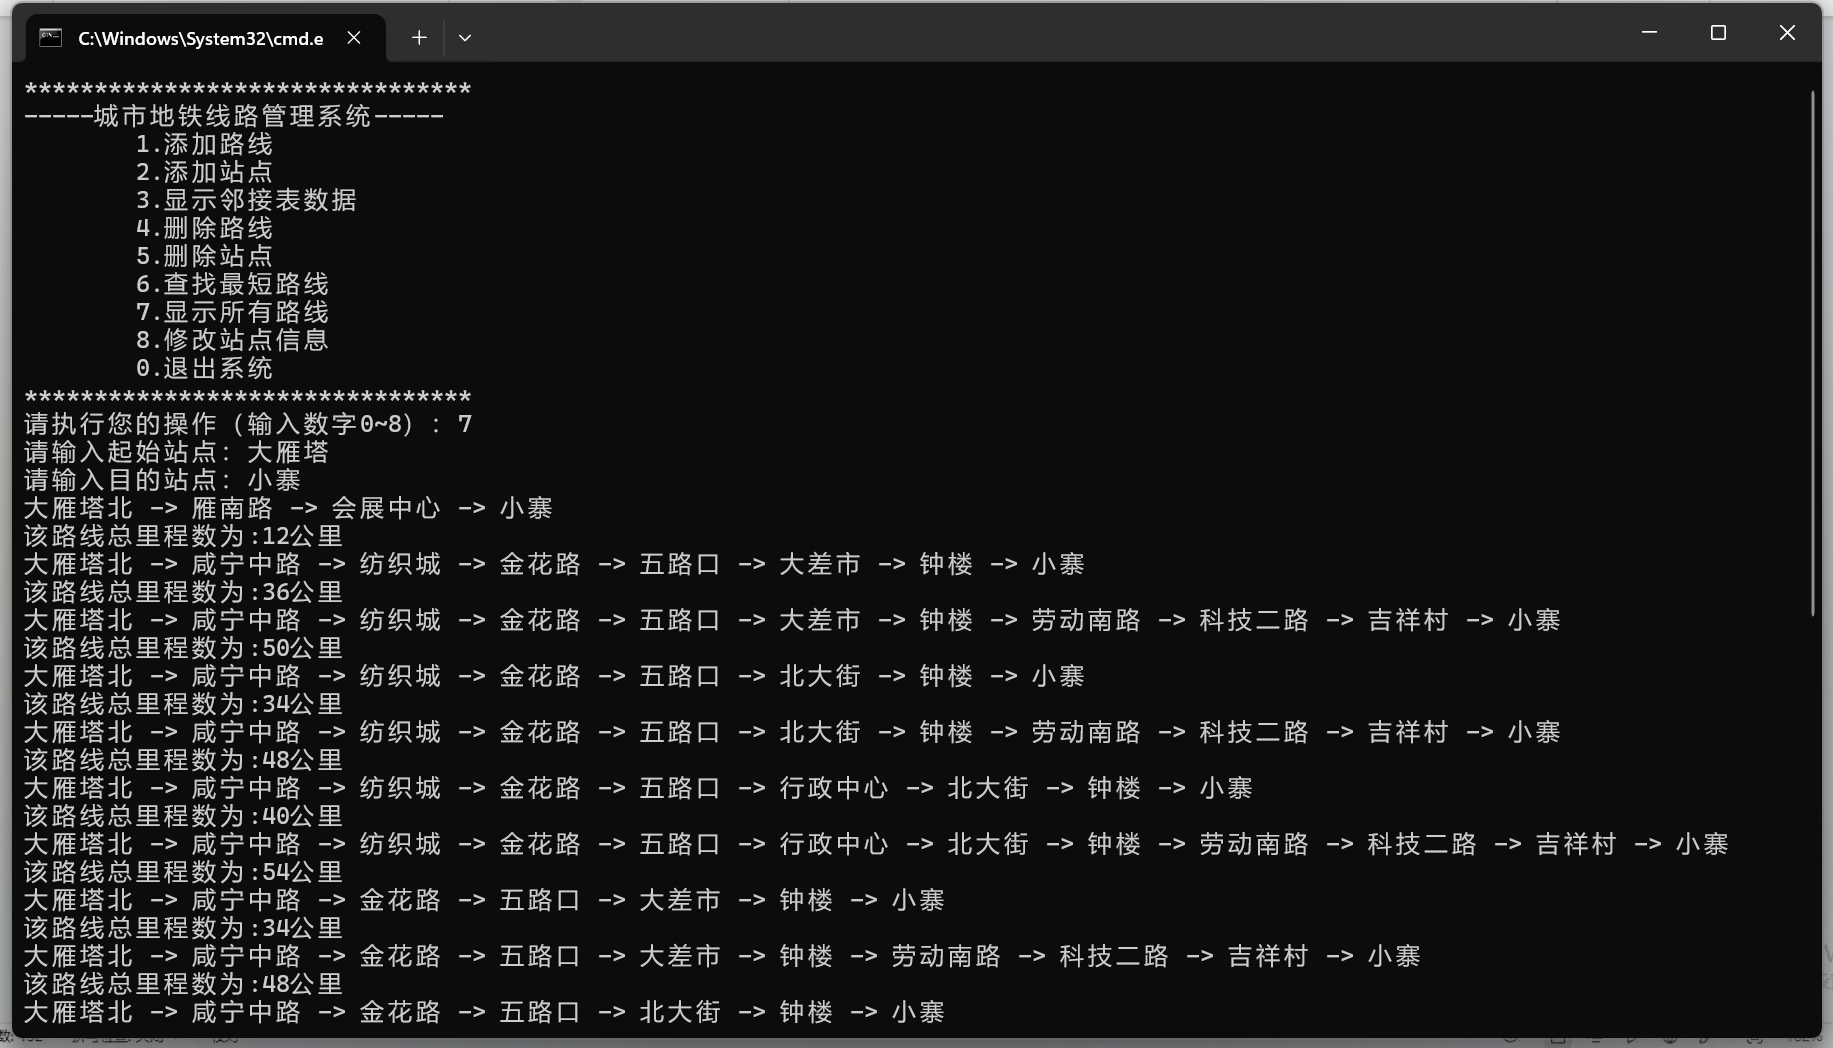 C:\Windows\System32\cmd.e
********************************
-----城市地铁线路管理系统-----
1.添加路线
2.添加站点
3.显示邻接表数据
4.删除路线
5.删除站点
6.查找最短路线
7.显示所有路线
8.修改站点信息
0.退出系统
********************************
请执行您的操作（输入数字0~8）：7
请输入起始站点：大雁塔
请输入目的站点：小寨
大雁塔北 -> 雁南路 -> 会展中心 -> 小寨
该路线总里程数为:12公里
大雁塔北 -> 咸宁中路 -> 纺织城 -> 金花路 -> 五路口 -> 大差市 -> 钟楼 -> 小寨
该路线总里程数为:36公里
大雁塔北 -> 咸宁中路 -> 纺织城 -> 金花路 -> 五路口 -> 大差市 -> 钟楼 -> 劳动南路 -> 科技二路 -> 吉祥村 -> 小寨
该路线总里程数为:50公里
大雁塔北 -> 咸宁中路 -> 纺织城 -> 金花路 -> 五路口 -> 北大街 -> 钟楼 -> 小寨
该路线总里程数为:34公里
大雁塔北 -> 咸宁中路 -> 纺织城 -> 金花路 -> 五路口 -> 北大街 -> 钟楼 -> 劳动南路 -> 科技二路 -> 吉祥村 -> 小寨
该路线总里程数为:48公里
大雁塔北 -> 咸宁中路 -> 纺织城 -> 金花路 -> 五路口 -> 行政中心 -> 北大街 -> 钟楼 -> 小寨
该路线总里程数为:40公里
大雁塔北 -> 咸宁中路 -> 纺织城 -> 金花路 -> 五路口 -> 行政中心 -> 北大街 -> 钟楼 -> 劳动南路 -> 科技二路 -> 吉祥村 -> 小寨
该路线总里程数为:54公里
大雁塔北 -> 咸宁中路 -> 金花路 -> 五路口 -> 大差市 -> 钟楼 -> 小寨
该路线总里程数为:34公里
大雁塔北 -> 咸宁中路 -> 金花路 -> 五路口 -> 大差市 -> 钟楼 -> 劳动南路 -> 科技二路 -> 吉祥村 -> 小寨
该路线总里程数为:48公里
大雁塔北 -> 咸宁中路 -> 金花路 -> 五路口 -> 北大街 -> 钟楼 -> 小寨